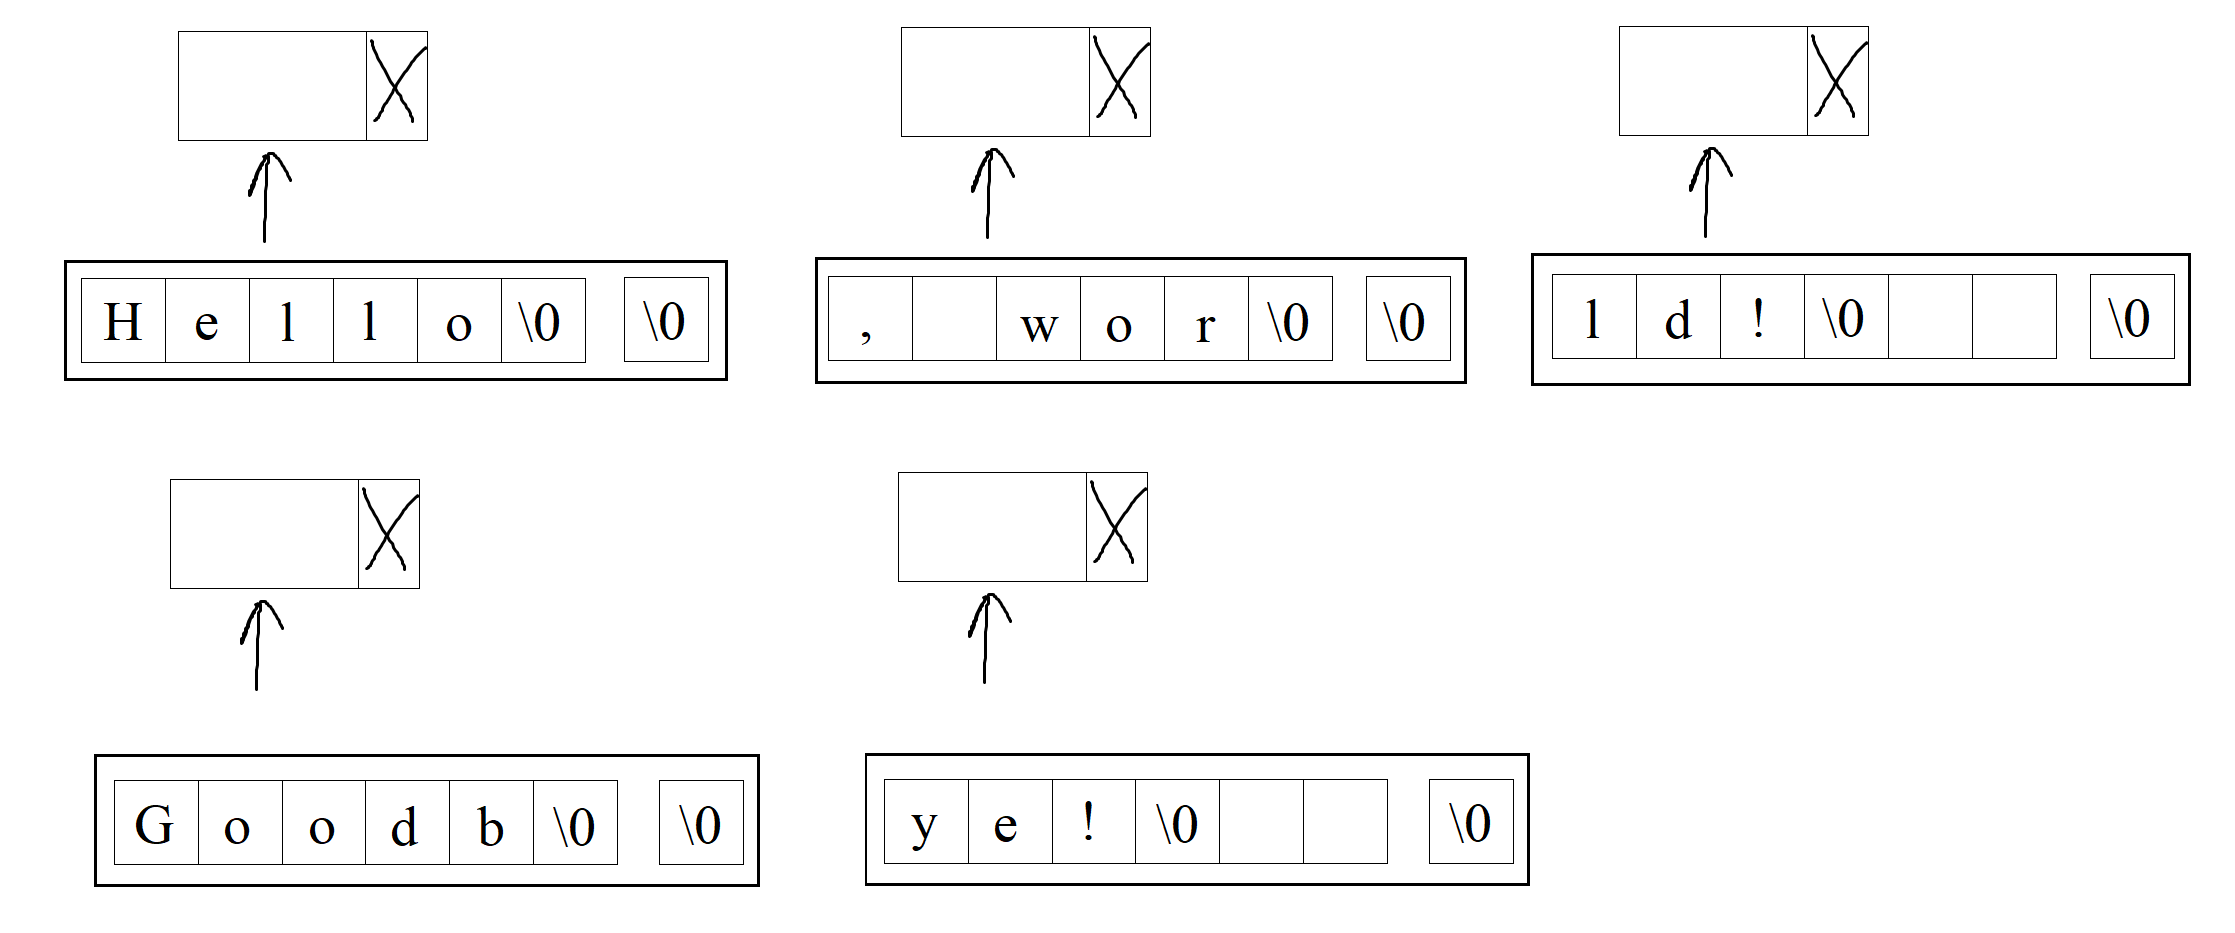 X X X
H e l l o \0 \0 , w o r \0 \0 l d ! \0 \0
X X
G o o d b \0 \0 y e ! \0 \0